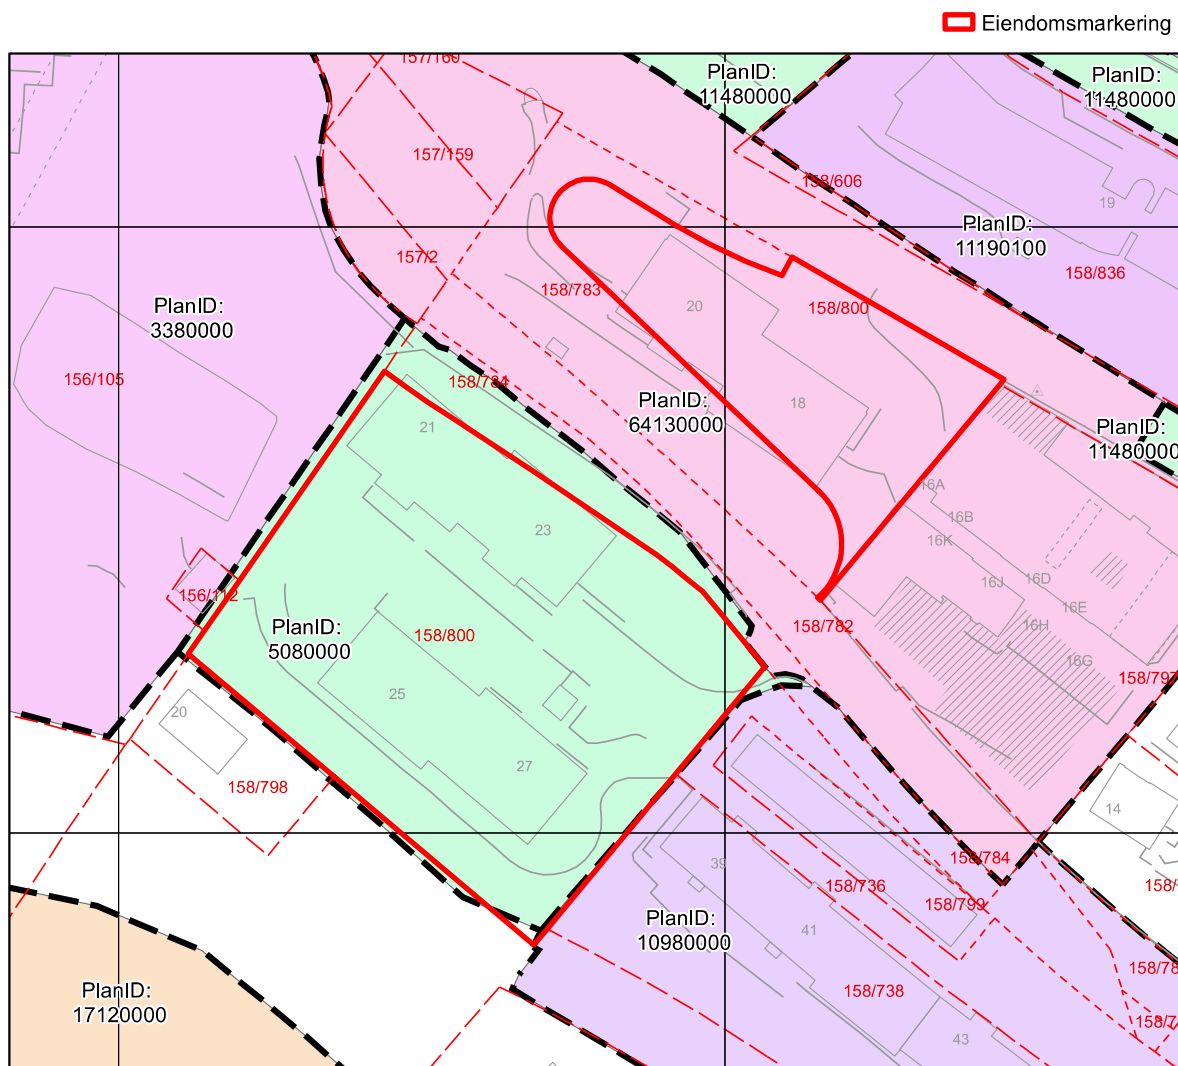 Eiendomsmarkering
157/160
PlanID:
11480000
PlanID:
11480000
157/159
158/606
19
PlanID:
11190100
157/2
158/836
158/783
20
158/800
PlanID:
3380000
156/105
158/784
PlanID:
64130000
18
21
PlanID:
11480000
23
16A
16B
16K
16D
16J
16E
16H
16G
156/112
PlanID:
5080000
158/800
158/782
158/797
25
20
27
158/798
14
39
158/784
158/736
158/799
158/
PlanID:
10980000
41
158/78
158/738
PlanID:
17120000
158/7
43